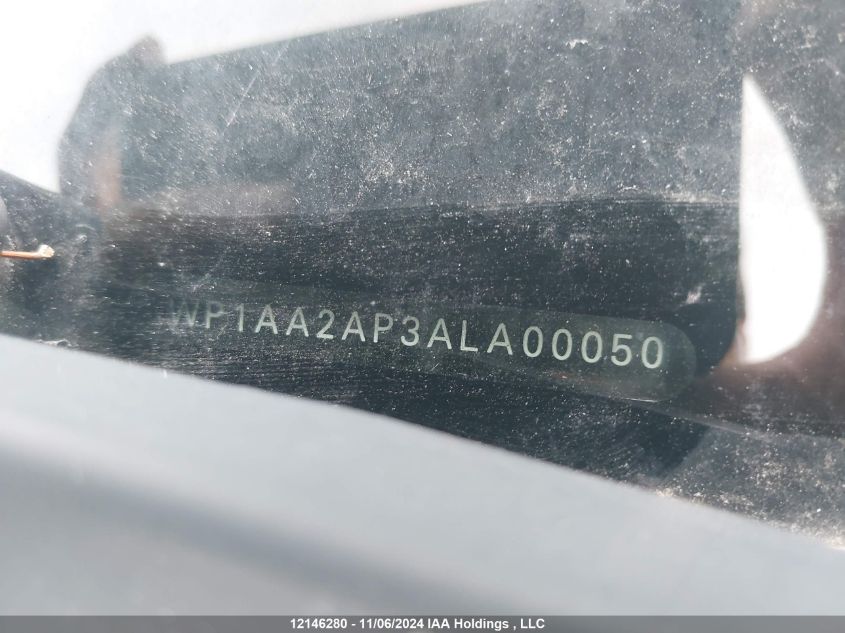 WP1AA2AP3ALA00050
12146280 - 11/06/2024 IAA Holdings , LLC